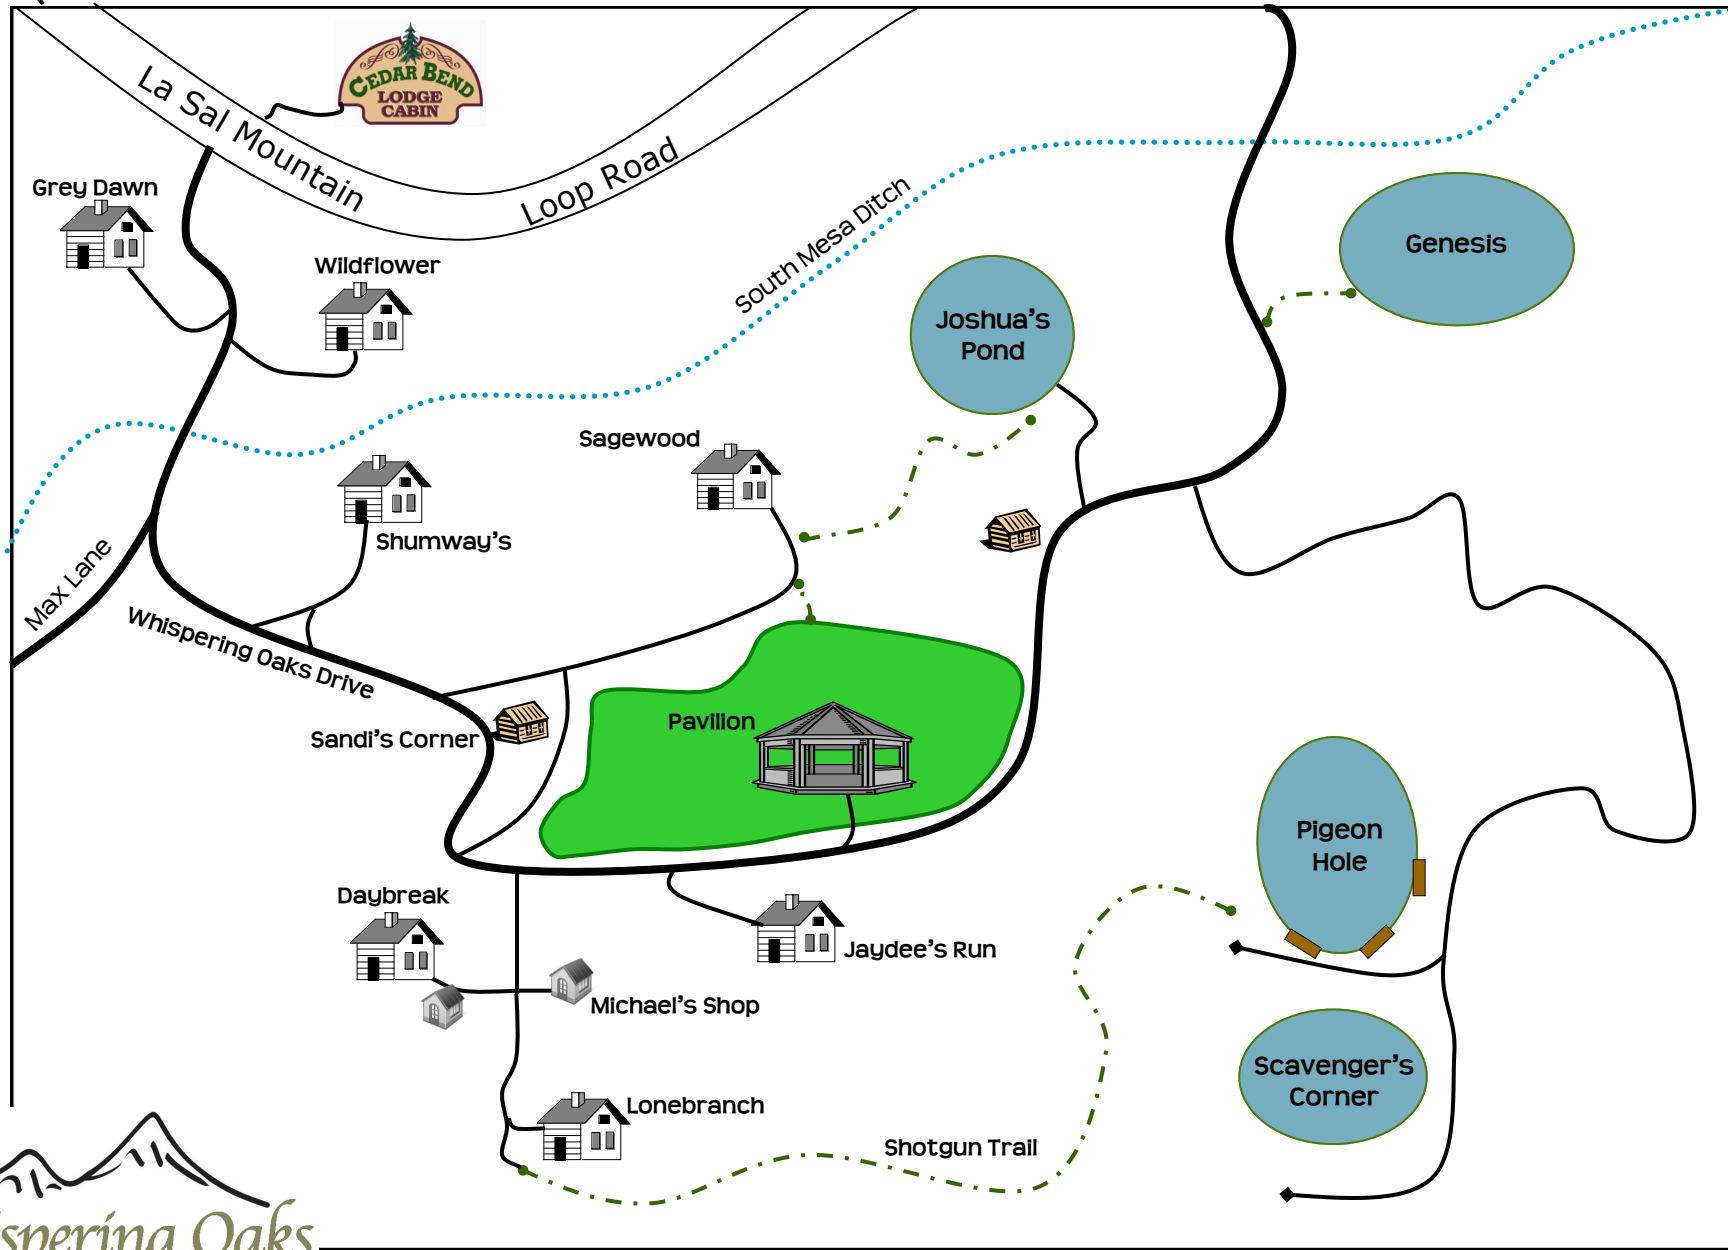 CEDAR BEND
LODGE
CABIN
La Sal Mountain
Loop Road
Grey Dawn
Wildflower
South Mesa Ditch
Genesis
Joshua's
Pond
Sagewood
Shumway's
Max Lane
Whispering Oaks Drive
Pavilion
Sandi's Corner
Pigeon
Hole
Daybreak
Jaydee's Run
Michael's Shop
Scavenger's
Corner
Lonebranch
Shotgun Trail
spering Oaks